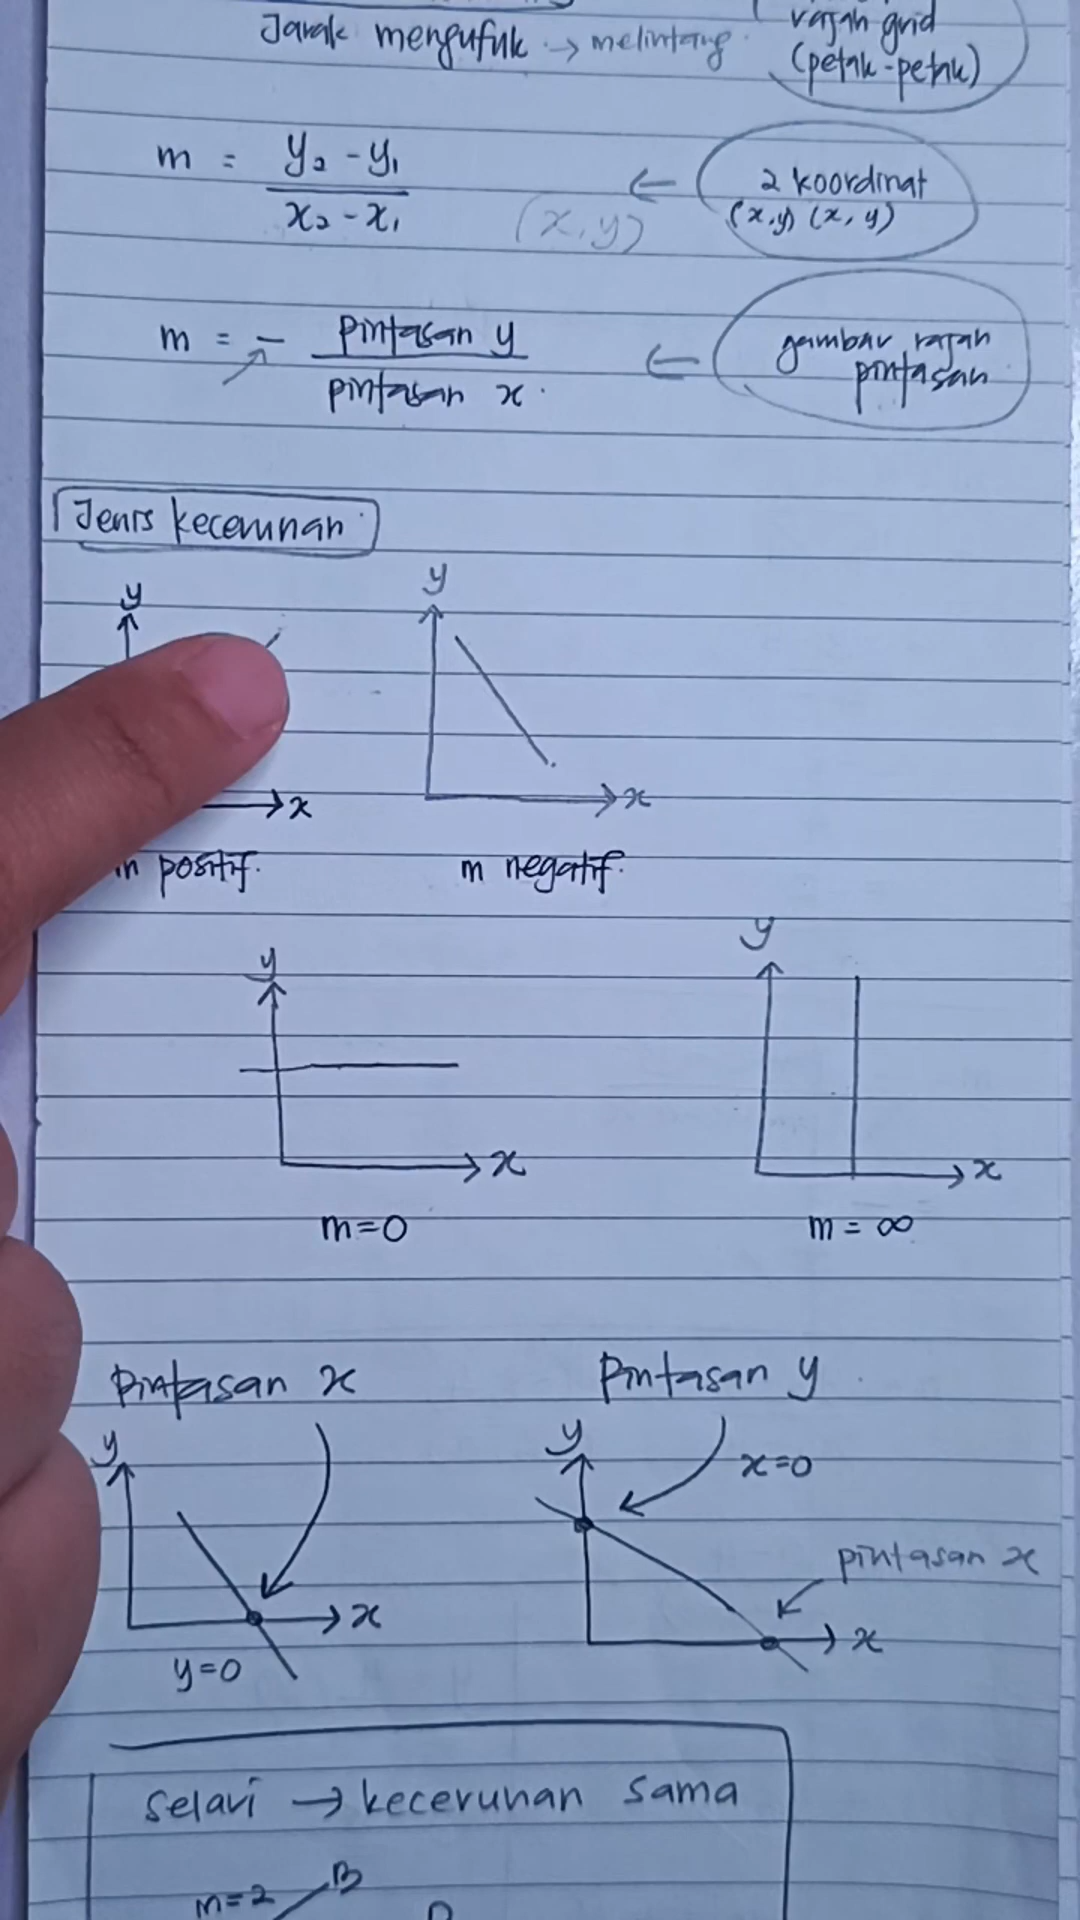 Jarak mengufuk → melintang.
rajah grid
(petak-petak)
m = y₂ - y₁ / x₂ - x₁
(x, y)
←
2 koordinat
(x,y) (x, y)
m = - pintasan y / pintasan x.
←
gambar rajah
pintasan
Jenis kecerunan
y
y
x
x
m positif.
m negatif.
y
y
x
x
m=0
m = ∞
Pintasan x
Pintasan y
y
y
x=0
pintasan x
x
x
y=0
selari → kecerunan sama
m=2
B